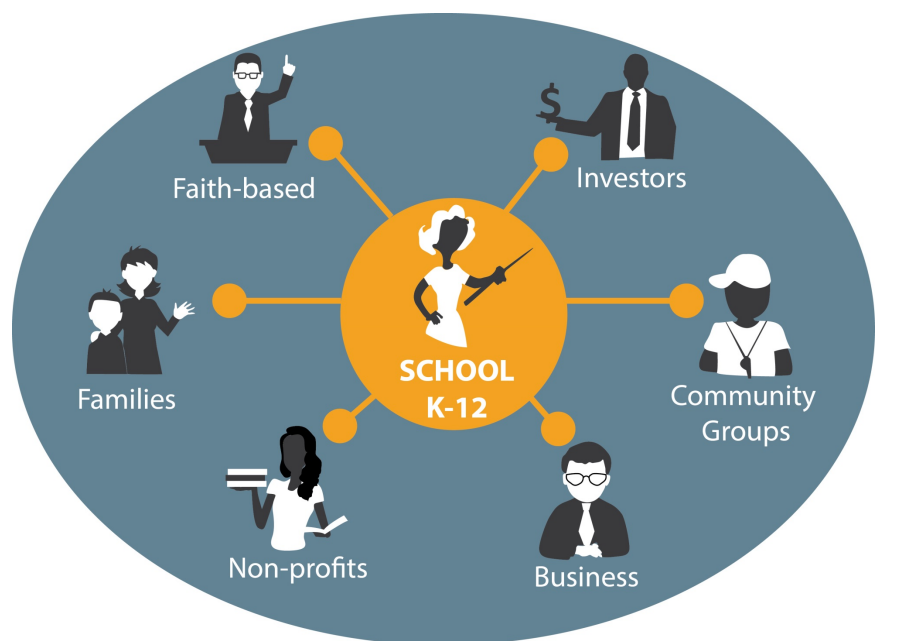 $
Faith-based
Investors
Families
SCHOOL
K-12
Community
Groups
Non-profits
Business